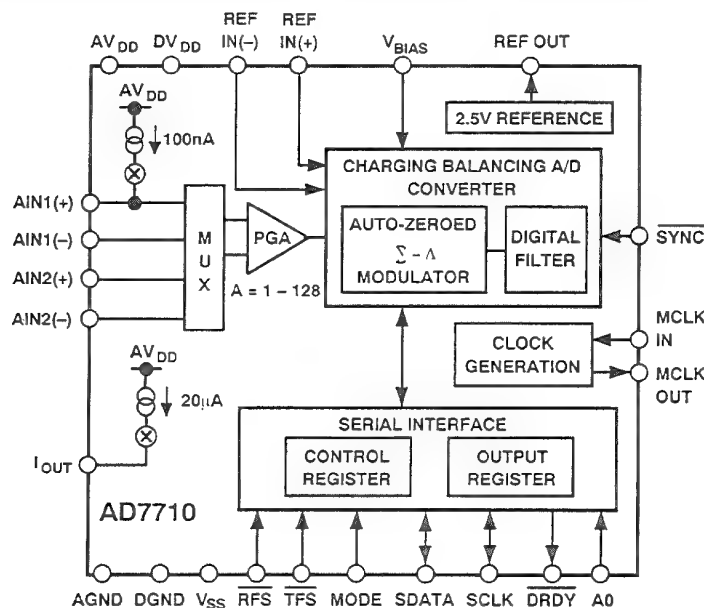 AVDD DVDD REF IN(−) REF IN(+) VBIAS REF OUT
AVDD
100nA
2.5V REFERENCE
CHARGING BALANCING A/D
CONVERTER
AUTO-ZEROED
Σ – Δ
MODULATOR
DIGITAL
FILTER
AIN1(+)
AIN1(–)
AIN2(+)
AIN2(–)
M
U
X
PGA
A = 1 – 128
SYNC
MCLK
IN
MCLK
OUT
CLOCK
GENERATION
AVDD
20µA
IOUT
SERIAL INTERFACE
CONTROL
REGISTER
OUTPUT
REGISTER
AD7710
AGND DGND VSS RFS TFS MODE SDATA SCLK DRDY A0